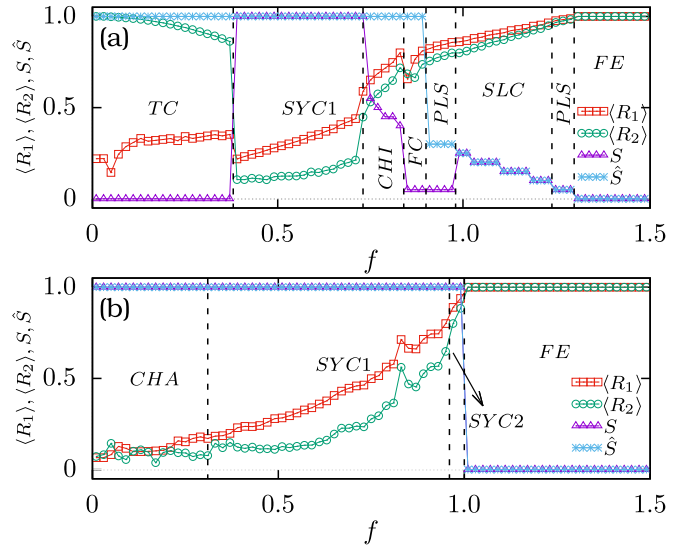 (a)
⟨R₁⟩, ⟨R₂⟩, S, Ŝ
1.0
0.5
0
TC
SYC1
CHI
FC
PLS
SLC
PLS
FE
⟨R₁⟩
⟨R₂⟩
S
Ŝ
0 0.5 1.0 1.5
f
(b)
⟨R₁⟩, ⟨R₂⟩, S, Ŝ
1.0
0.5
0
CHA
SYC1
SYC2
FE
⟨R₁⟩
⟨R₂⟩
S
Ŝ
0 0.5 1.0 1.5
f